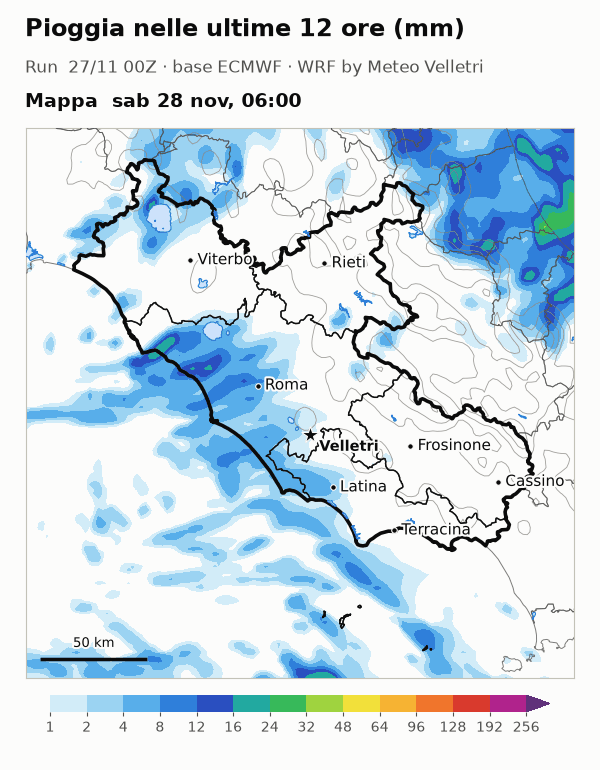 Pioggia nelle ultime 12 ore (mm)
Run  27/11 00Z · base ECMWF · WRF by Meteo Velletri
Mappa  sab 28 nov, 06:00
Viterbo
Rieti
Roma
Velletri
Frosinone
Cassino
Latina
Terracina
50 km
1 2 4 8 12 16 24 32 48 64 96 128 192 256